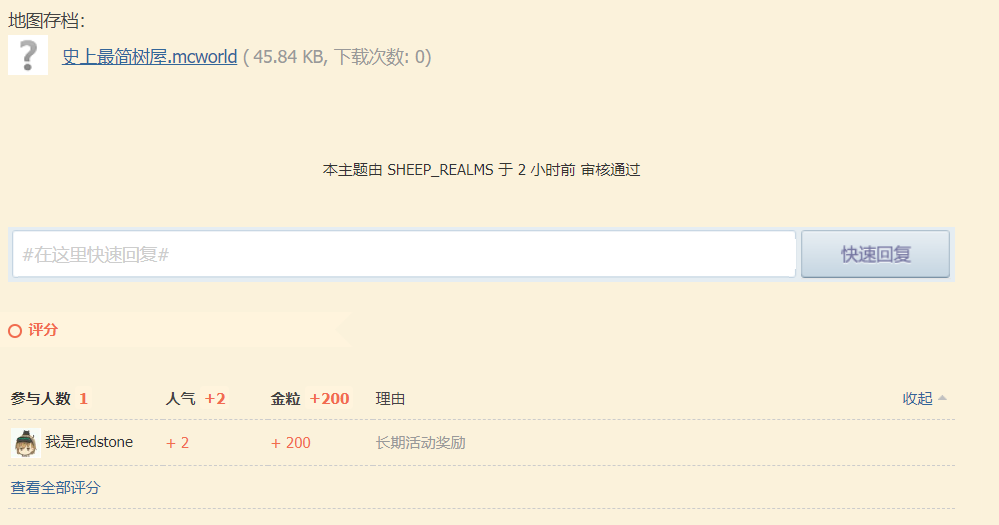 地图存档：
史上最简树屋.mcworld ( 45.84 KB, 下载次数: 0)
本主题由 SHEEP_REALMS 于 2 小时前 审核通过
#在这里快速回复# 快速回复
评分
参与人数 1 人气 +2 金粒 +200 理由 收起
我是redstone + 2 + 200 长期活动奖励
查看全部评分